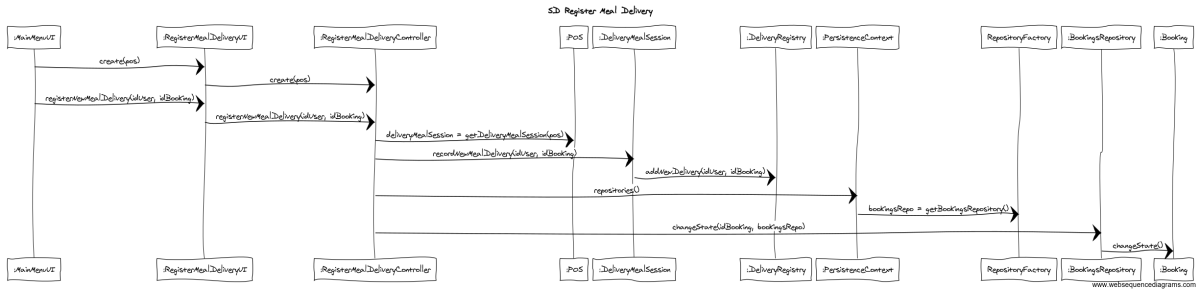 SD Register Meal Delivery
:MainMenuUI
:RegisterMealDeliveryUI
:RegisterMealDeliveryController
:POS
:DeliveryMealSession
:DeliveryRegistry
:PersistenceContext
RepositoryFactory
:BookingsRepository
:Booking
create(pos)
create(pos)
registerNewMealDelivery(idUser, idBooking)
registerNewMealDelivery(idUser, idBooking)
deliveryMealSession = getDeliveryMealSession(pos)
recordNewMealDelivery(idUser, idBooking)
addNewDelivery(idUser, idBooking)
repositories()
bookingsRepo = getBookingsRepository()
changeState(idBooking, bookingsRepo)
changeState()
:MainMenuUI
:RegisterMealDeliveryUI
:RegisterMealDeliveryController
:POS
:DeliveryMealSession
:DeliveryRegistry
:PersistenceContext
RepositoryFactory
:BookingsRepository
:Booking
www.websequencediagrams.com